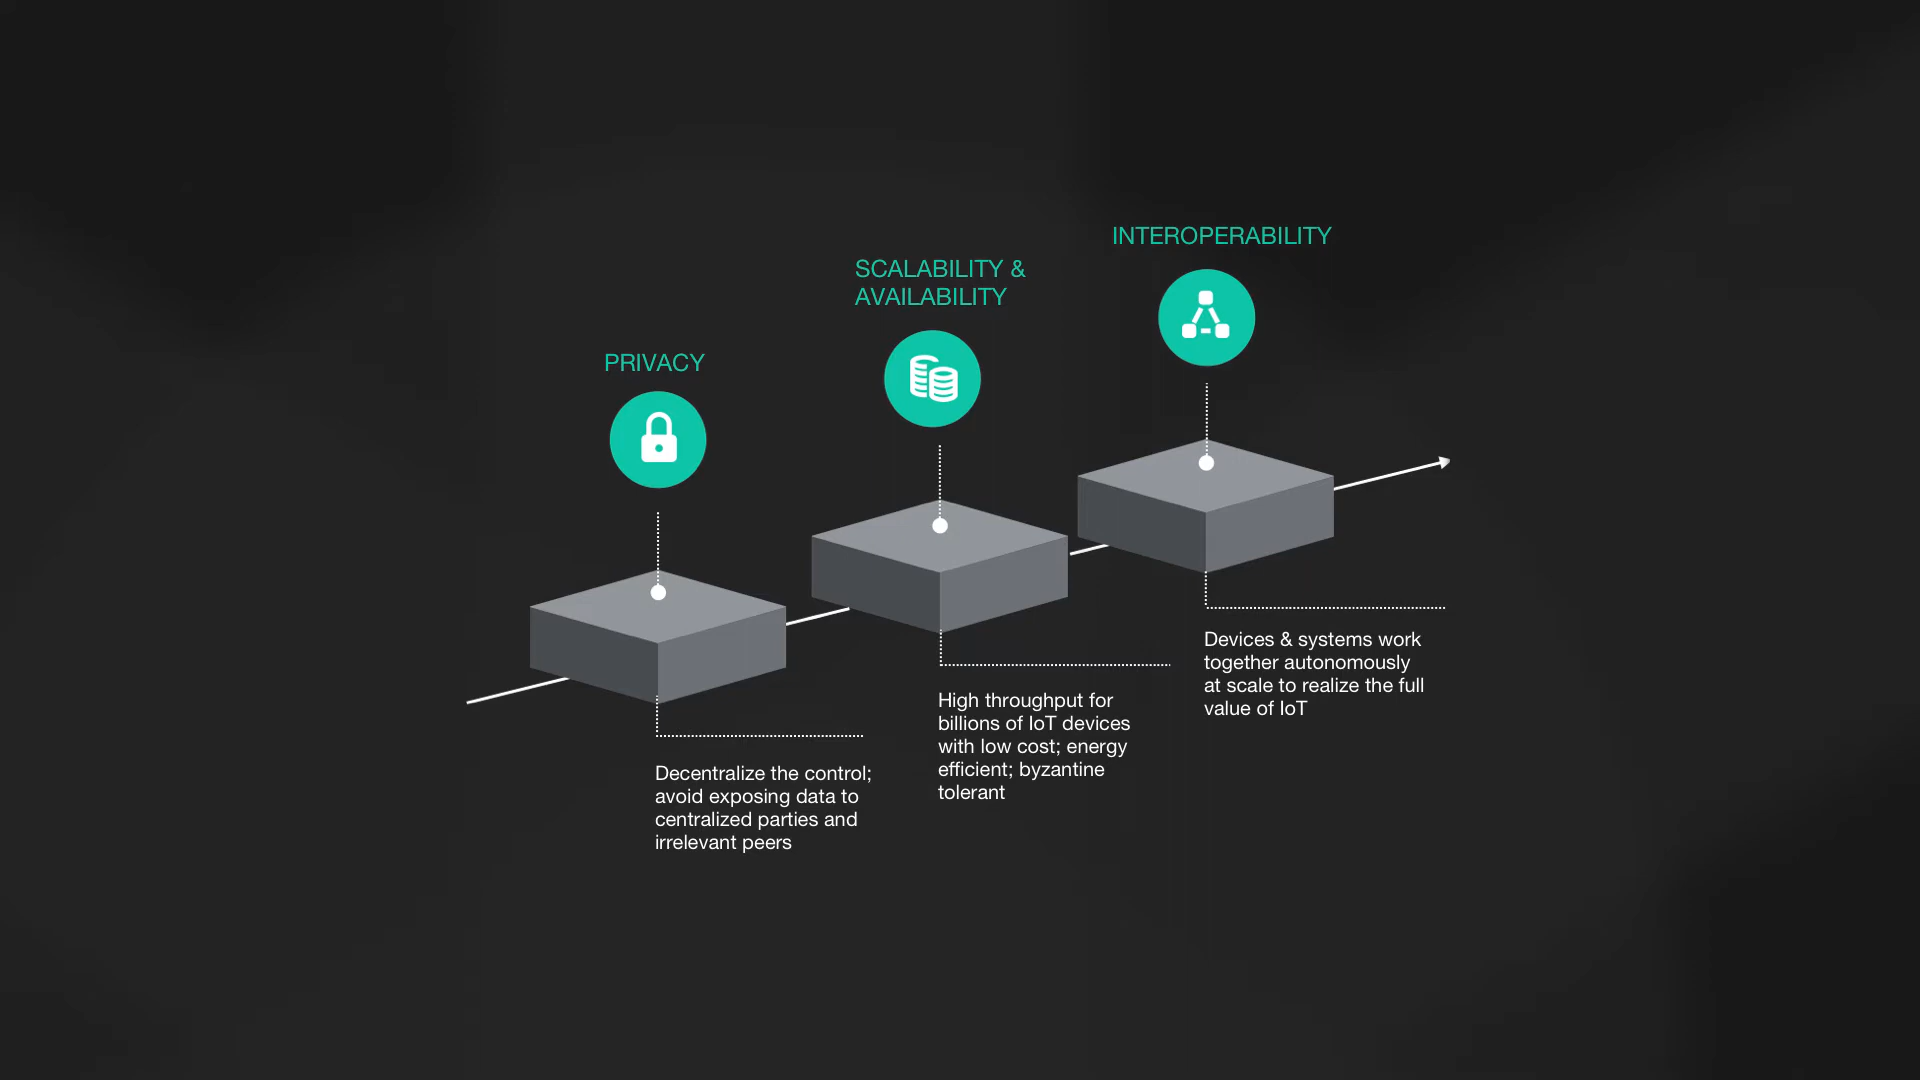 PRIVACY
Decentralize the control;
avoid exposing data to
centralized parties and
irrelevant peers
SCALABILITY &
AVAILABILITY
High throughput for
billions of IoT devices
with low cost; energy
efficient; byzantine
tolerant
INTEROPERABILITY
Devices & systems work
together autonomously
at scale to realize the full
value of IoT